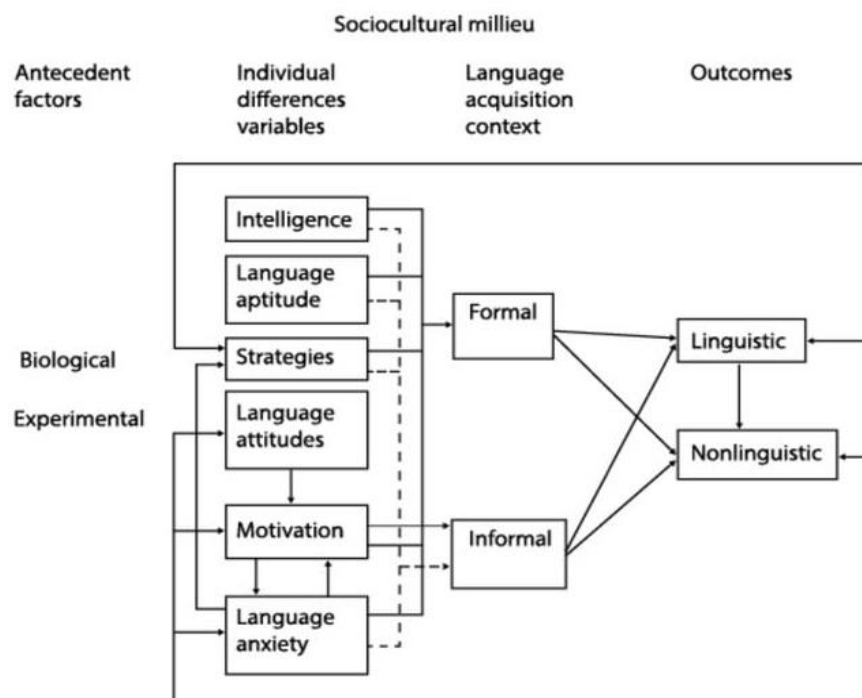 Sociocultural millieu
Antecedent
factors
Individual
differences
variables
Language
acquisition
context
Outcomes
Intelligence
Language
aptitude
Strategies
Language
attitudes
Motivation
Language
anxiety
Biological
Experimental
Formal
Informal
Linguistic
Nonlinguistic